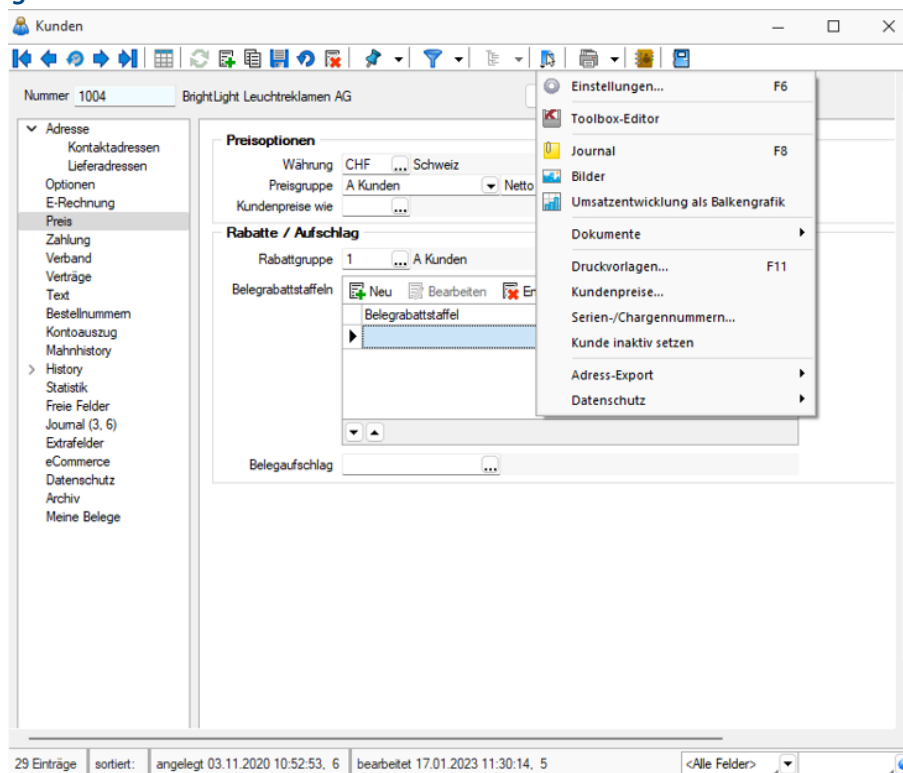 Kunden
Nummer 1004 BrightLight Leuchtreklamen AG
Adresse
Kontaktadressen
Lieferadressen
Optionen
E-Rechnung
Preis
Zahlung
Verband
Verträge
Text
Bestellnummern
Kontoauszug
Mahnhistory
History
Statistik
Freie Felder
Journal (3, 6)
Extrafelder
eCommerce
Datenschutz
Archiv
Meine Belege
Preisoptionen
Währung CHF ... Schweiz
Preisgruppe A Kunden Netto
Kundenpreise wie ...
Rabatte / Aufschlag
Rabattgruppe 1 ... A Kunden
Belegrabattstaffeln Neu Bearbeiten En
Belegrabattstaffel
Belegaufschlag ...
Einstellungen... F6
Toolbox-Editor
Journal F8
Bilder
Umsatzentwicklung als Balkengrafik
Dokumente
Druckvorlagen... F11
Kundenpreise...
Serien-/Chargennummern...
Kunde inaktiv setzen
Adress-Export
Datenschutz
29 Einträge sortiert: angelegt 03.11.2020 10:52:53, 6 bearbeitet 17.01.2023 11:30:14, 5 <Alle Felder>